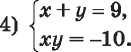 4) { x + y = 9,
xy = –10.